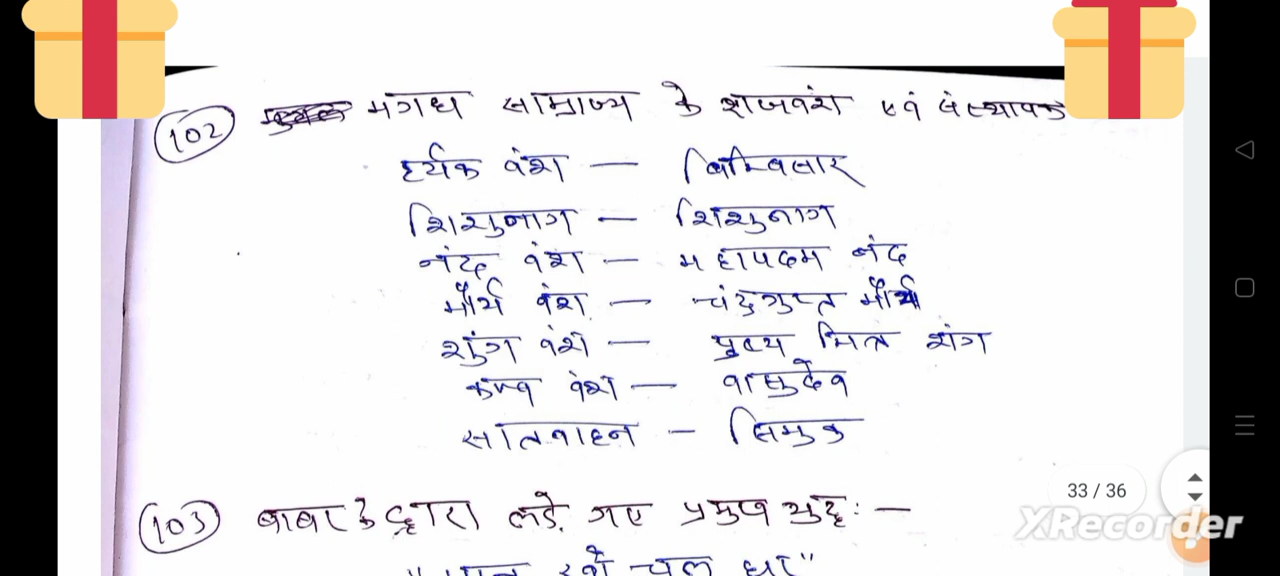 102 मगध साम्राज्य के राजवंश एवं संस्थापक
हर्यक वंश — बिम्बिसार
शिशुनाग — शिशुनाग
नंद वंश — महापदम नंद
मौर्य वंश — चंद्रगुप्त मौर्य
शुंग वंश — पुष्य मित्र शुंग
कण्व वंश — वासुदेव
सातवाहन — सिमुक
33 / 36
103 बाबर के द्वारा लड़े गए प्रमुख युद्ध: —
XRecorder